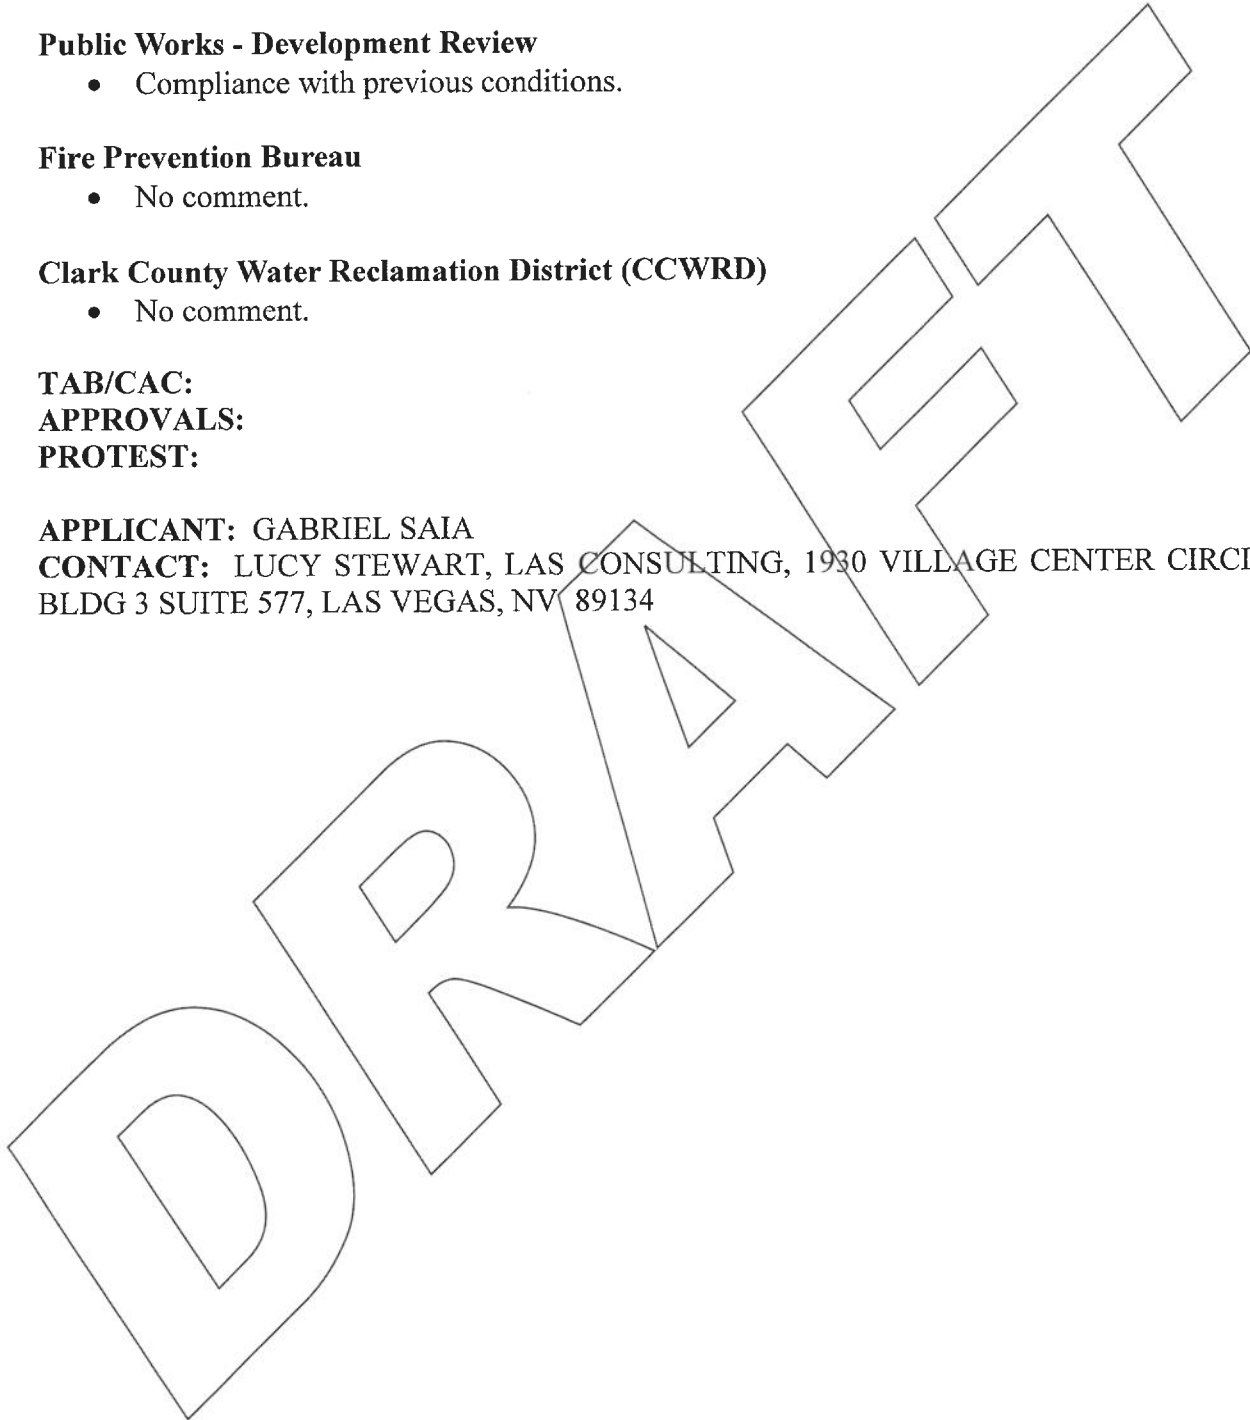 Public Works - Development Review
• Compliance with previous conditions.
Fire Prevention Bureau
• No comment.
Clark County Water Reclamation District (CCWRD)
• No comment.
TAB/CAC:
APPROVALS:
PROTEST:
APPLICANT: GABRIEL SAIA
CONTACT: LUCY STEWART, LAS CONSULTING, 1930 VILLAGE CENTER
BLDG 3 SUITE 577, LAS VEGAS, NV 89134
DRAFT